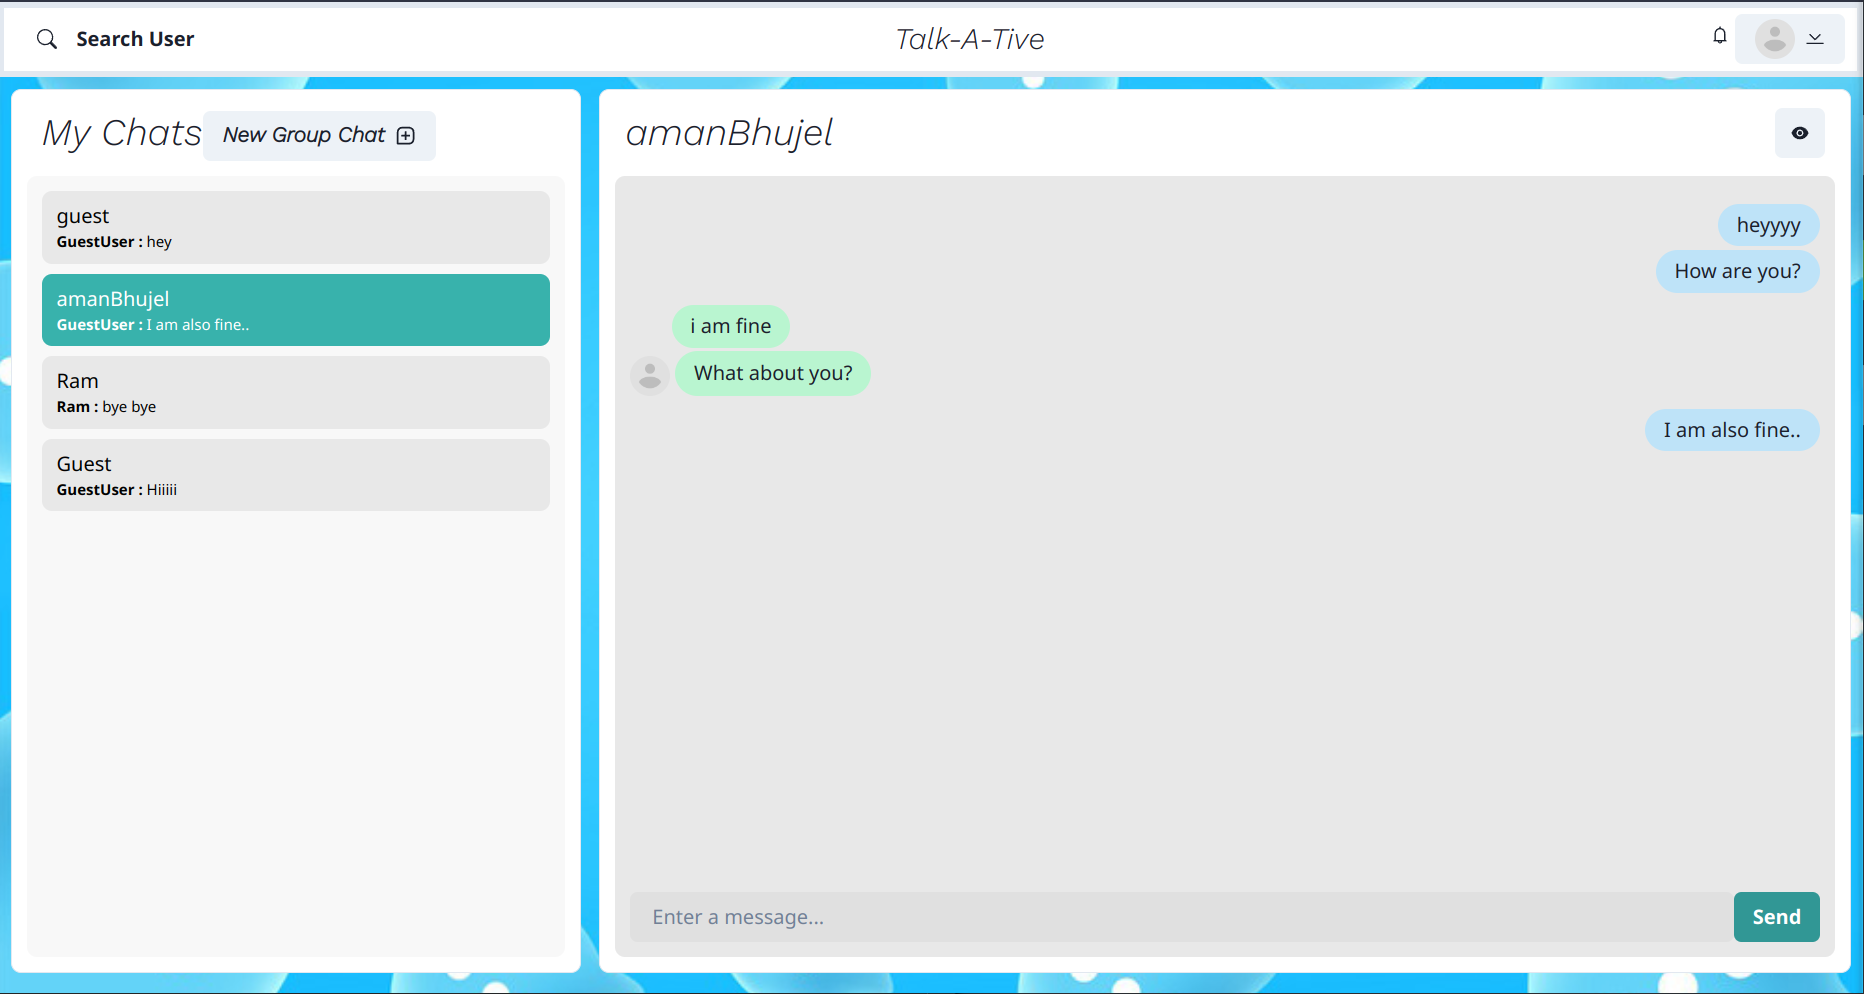 Search User
Talk-A-Tive
My Chats
New Group Chat
guest
GuestUser : hey
amanBhujel
GuestUser : I am also fine..
Ram
Ram : bye bye
Guest
GuestUser : Hiiiii
amanBhujel
heyyyy
How are you?
i am fine
What about you?
I am also fine..
Enter a message...
Send